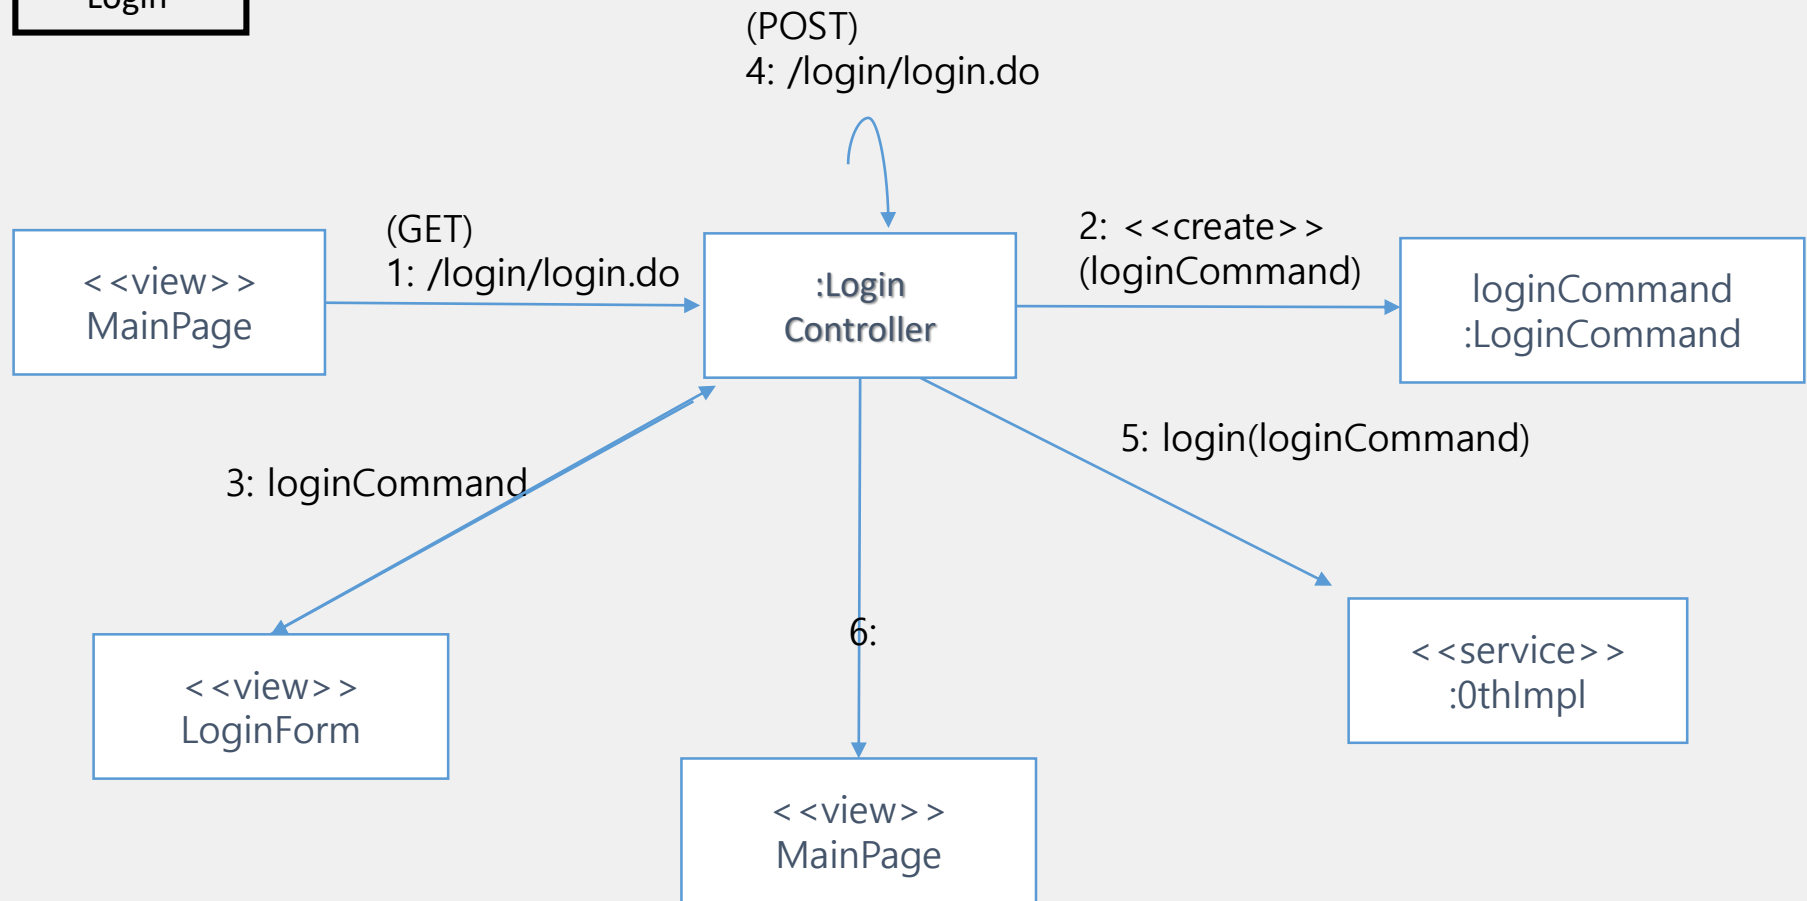 Login
(POST)
4: /login/login.do
(GET)
1: /login/login.do
2: <<create>>
(loginCommand)
<<view>>
MainPage
:Login
Controller
loginCommand
:LoginCommand
3: loginCommand
5: login(loginCommand)
6:
<<view>>
LoginForm
<<service>>
:0thImpl
<<view>>
MainPage